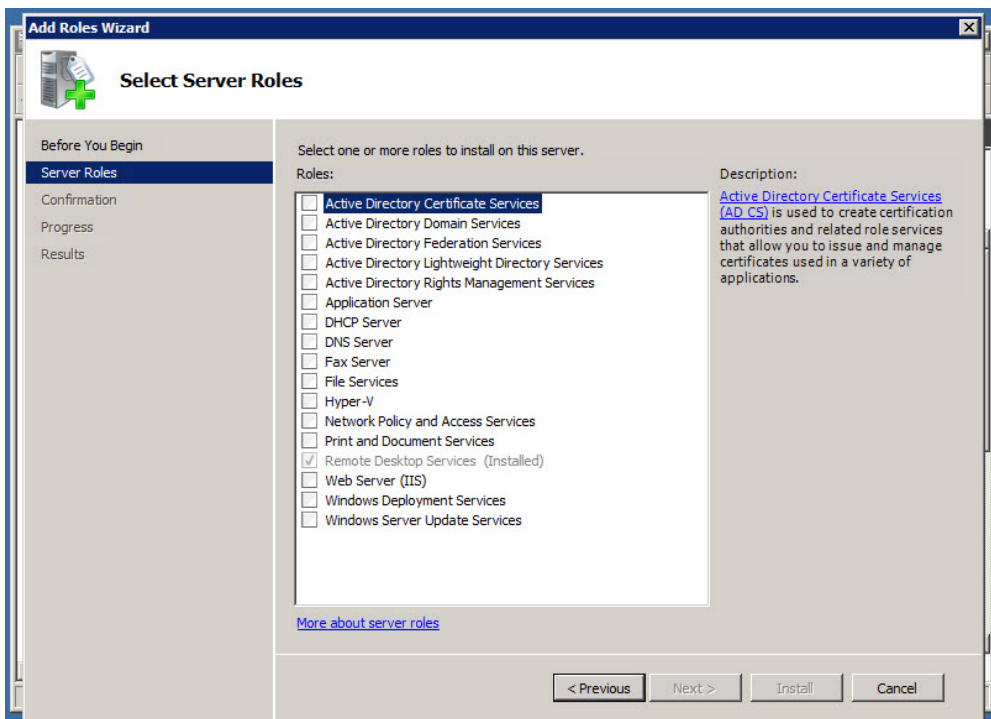 Add Roles Wizard
Select Server Roles
Before You Begin
Server Roles
Confirmation
Progress
Results
Select one or more roles to install on this server.
Roles:
Active Directory Certificate Services
Active Directory Domain Services
Active Directory Federation Services
Active Directory Lightweight Directory Services
Active Directory Rights Management Services
Application Server
DHCP Server
DNS Server
Fax Server
File Services
Hyper-V
Network Policy and Access Services
Print and Document Services
Remote Desktop Services (Installed)
Web Server (IIS)
Windows Deployment Services
Windows Server Update Services
More about server roles
Description:
Active Directory Certificate Services
(AD CS) is used to create certification
authorities and related role services
that allow you to issue and manage
certificates used in a variety of
applications.
< Previous
Next >
Install
Cancel